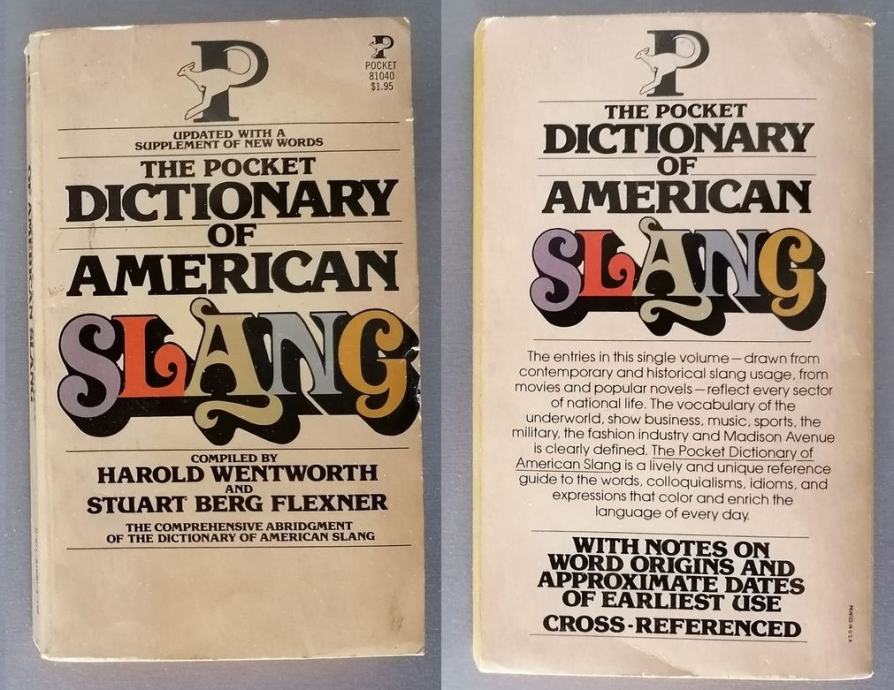 P
POCKET
81040
$1.95
UPDATED WITH A
SUPPLEMENT OF NEW WORDS
THE POCKET
DICTIONARY
OF
AMERICAN
SLANG
COMPILED BY
HAROLD WENTWORTH
AND
STUART BERG FLEXNER
THE COMPREHENSIVE ABRIDGMENT
OF THE DICTIONARY OF AMERICAN SLANG
OF AMERICAN SLANG
P
THE POCKET
DICTIONARY
OF
AMERICAN
SLANG
The entries in this single volume—drawn from
contemporary and historical slang usage, from
movies and popular novels—reflect every sector
of national life. The vocabulary of the
underworld, show business, music, sports, the
military, the fashion industry and Madison Avenue
is clearly defined. The Pocket Dictionary of
American Slang is a lively and unique reference
guide to the words, colloquialisms, idioms, and
expressions that color and enrich the
language of every day.
WITH NOTES ON
WORD ORIGINS AND
APPROXIMATE DATES
OF EARLIEST USE
CROSS-REFERENCED
PRINTED IN U.S.A.